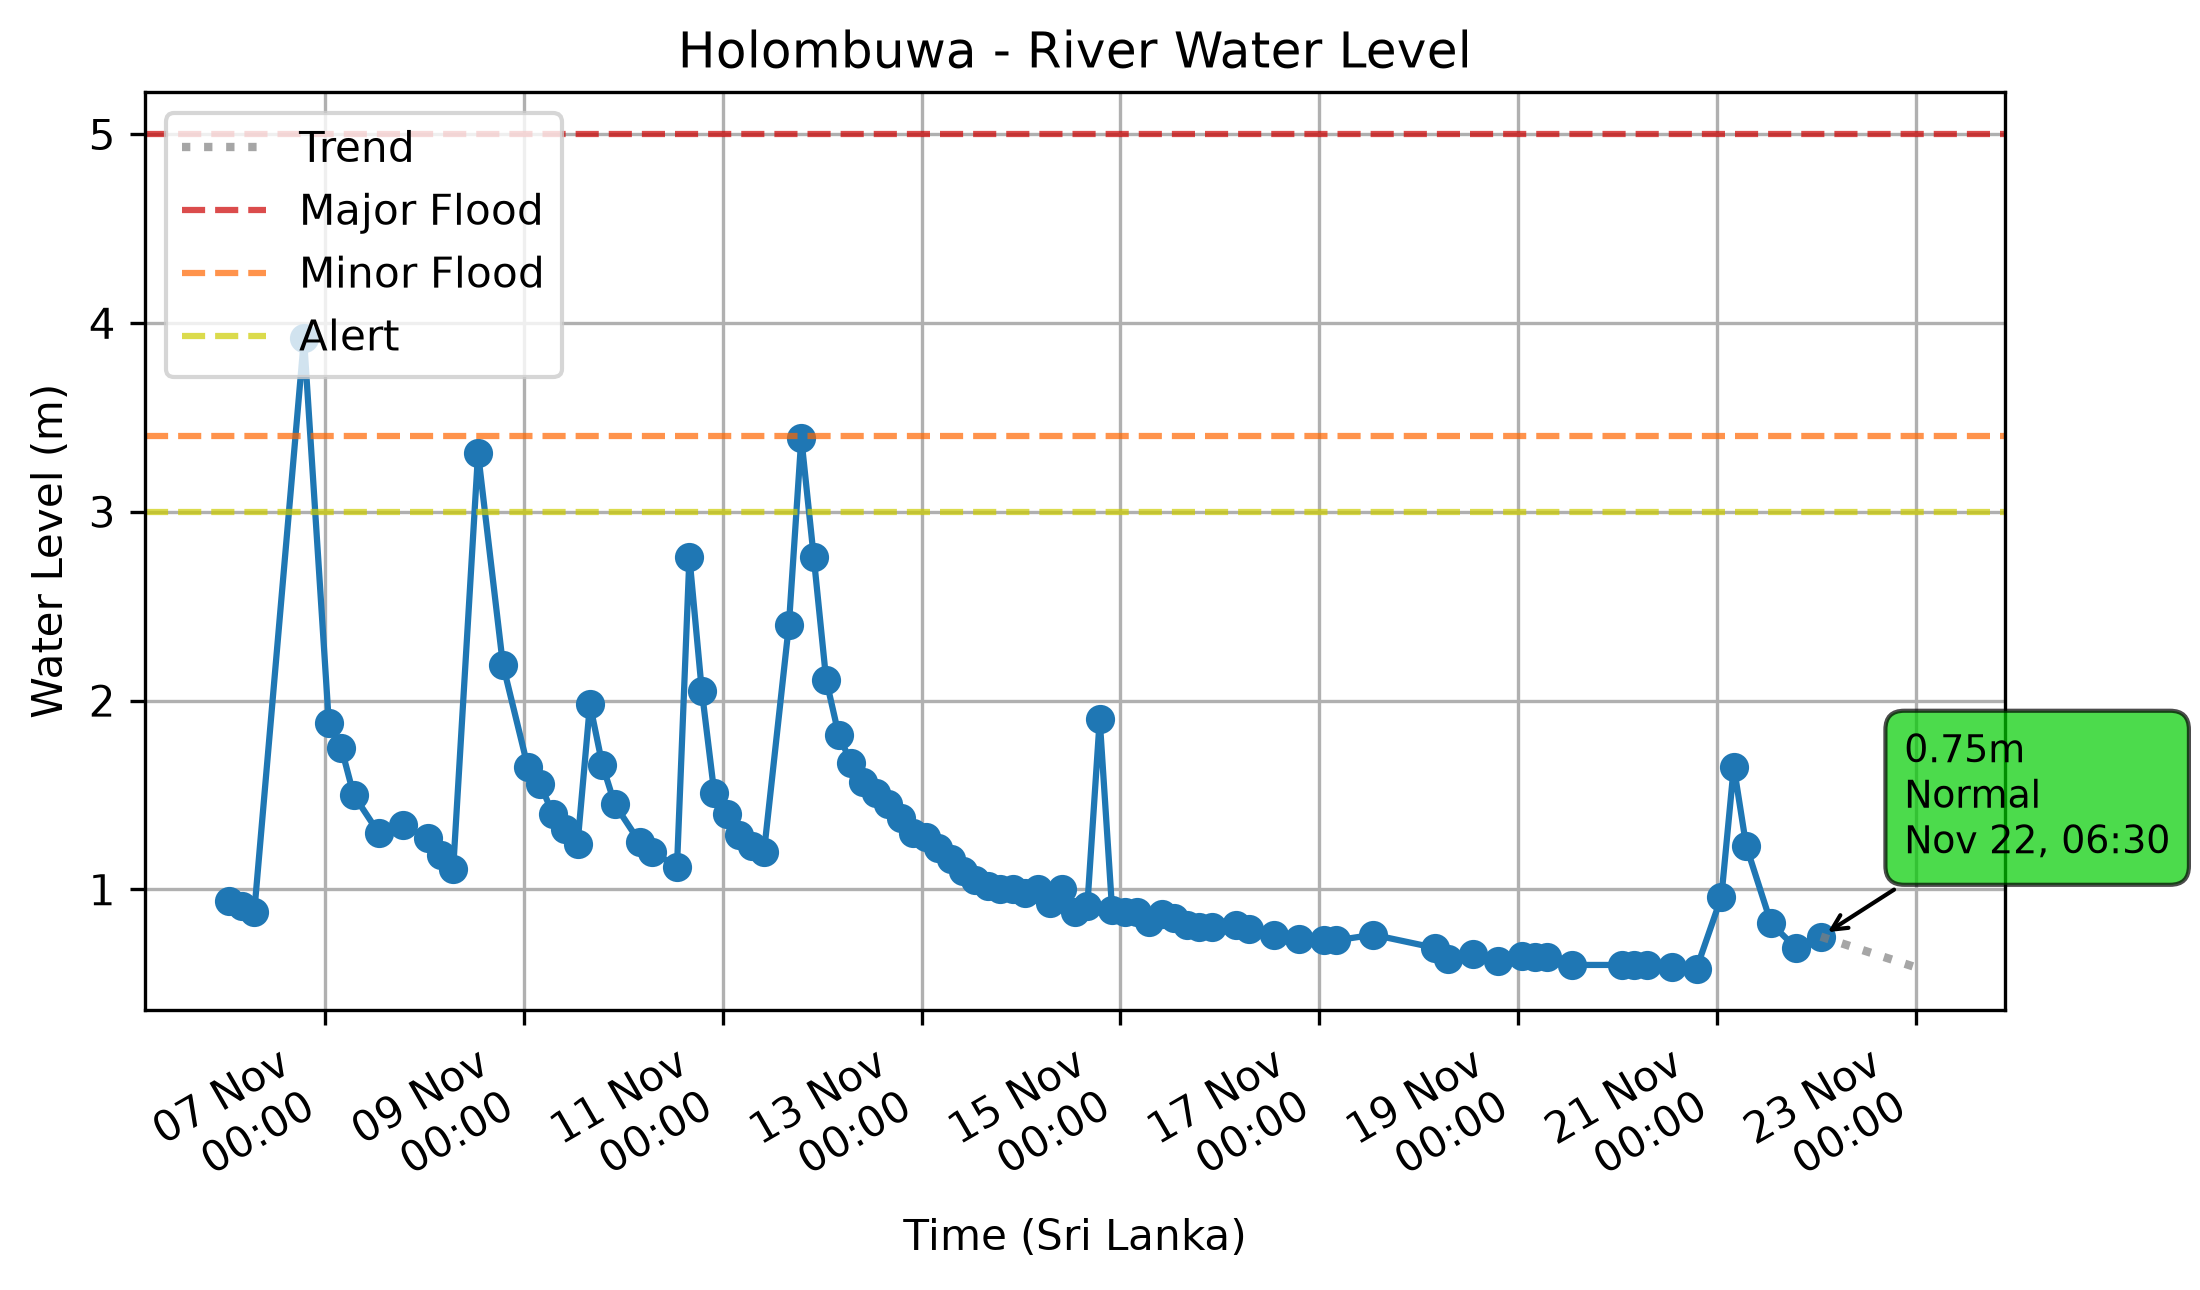 Holombuwa - River Water Level
Trend
Major Flood
Minor Flood
Alert
Water Level (m)
5
4
3
2
1
0.75m
Normal
Nov 22, 06:30
07 Nov
00:00
09 Nov
00:00
11 Nov
00:00
13 Nov
00:00
15 Nov
00:00
17 Nov
00:00
19 Nov
00:00
21 Nov
00:00
23 Nov
00:00
Time (Sri Lanka)